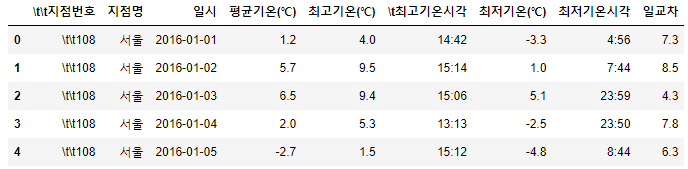 \t\t지점번호 지점명 일시 평균기온(℃) 최고기온(℃) \t최고기온시각 최저기온(℃) 최저기온시각 일교차
0 \t\t108 서울 2016-01-01 1.2 4.0 14:42 -3.3 4:56 7.3
1 \t\t108 서울 2016-01-02 5.7 9.5 15:14 1.0 7:44 8.5
2 \t\t108 서울 2016-01-03 6.5 9.4 15:06 5.1 23:59 4.3
3 \t\t108 서울 2016-01-04 2.0 5.3 13:13 -2.5 23:50 7.8
4 \t\t108 서울 2016-01-05 -2.7 1.5 15:12 -4.8 8:44 6.3